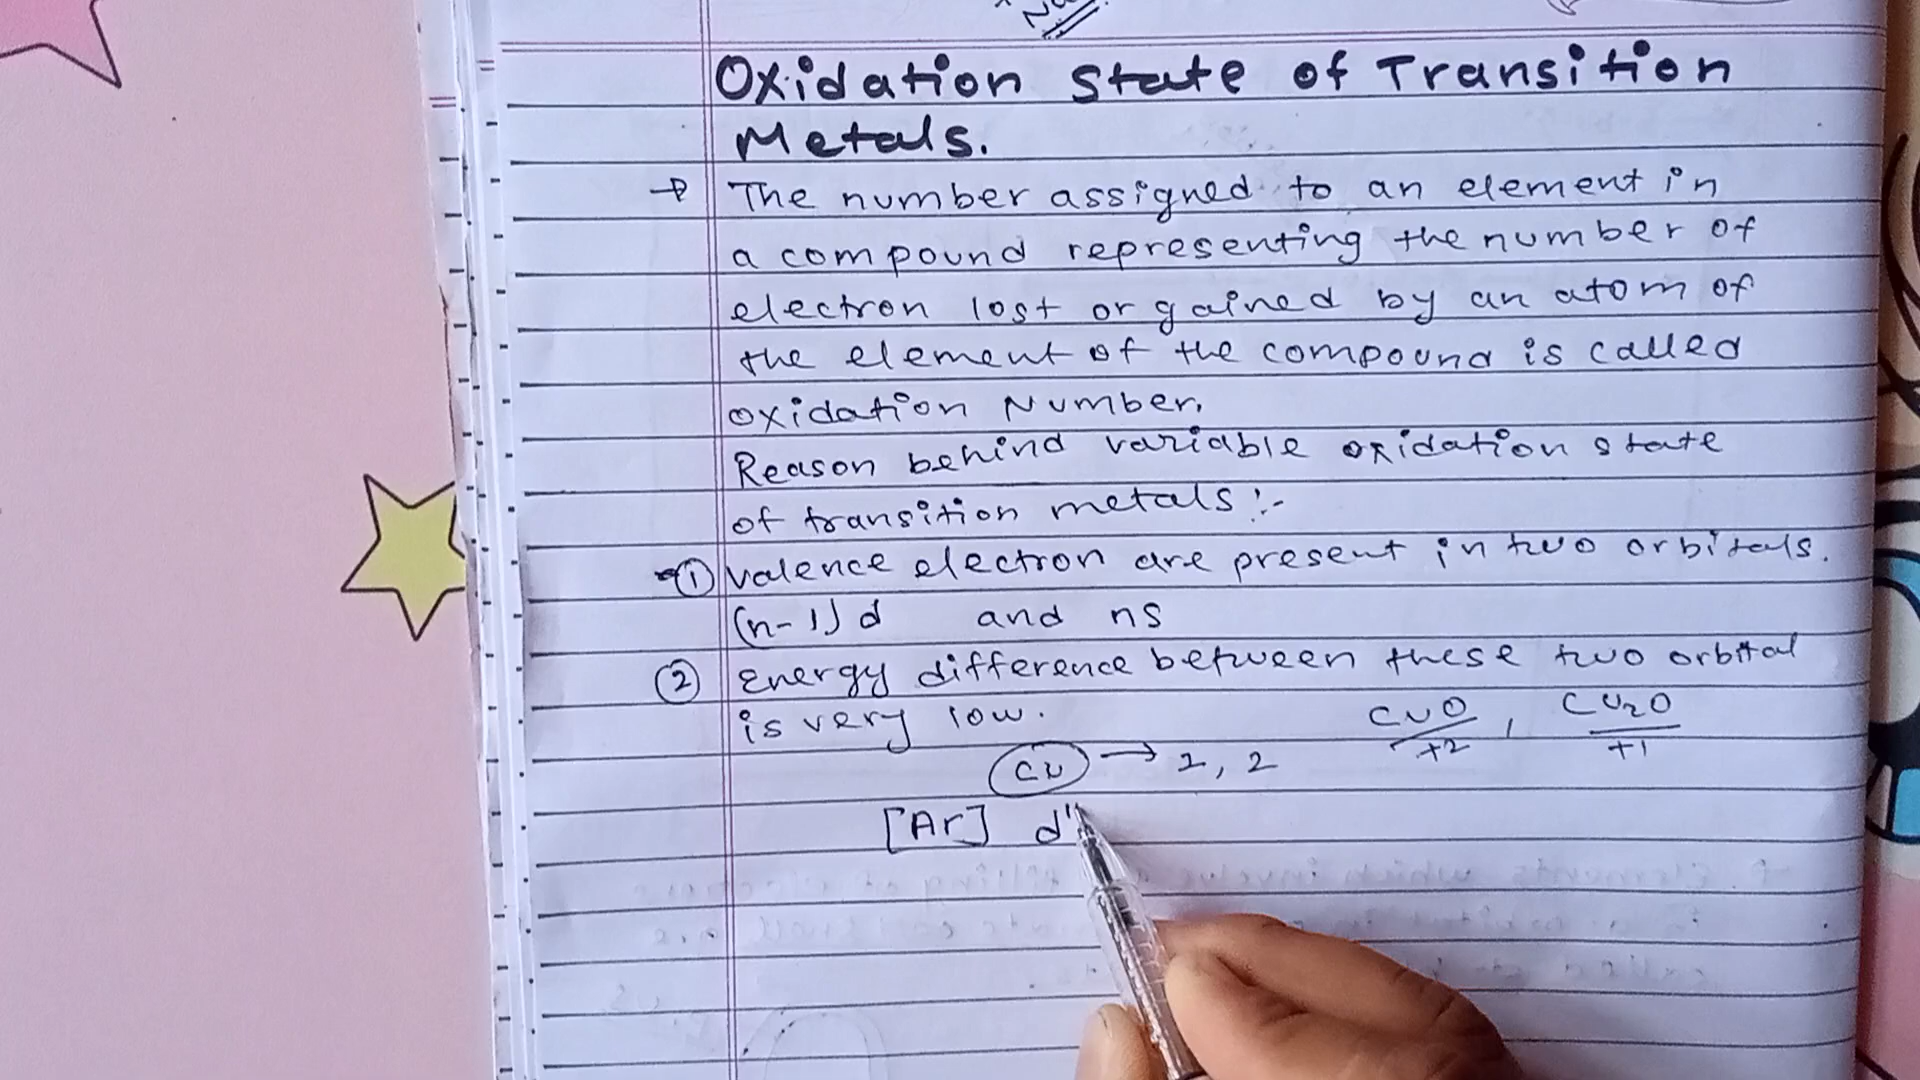 Oxidation state of Transition
Metals.
→ The number assigned to an element in
a compound representing the number of
electron lost or gained by an atom of
the element of the compound is called
oxidation Number.
Reason behind variable oxidation state
of transition metals :-
① valence electron are present in two orbitals.
(n-1)d and ns
② Energy difference between these two orbital
is very low.
CuO/+2 , Cu₂O/+1
Cu → 1, 2
[Ar] d